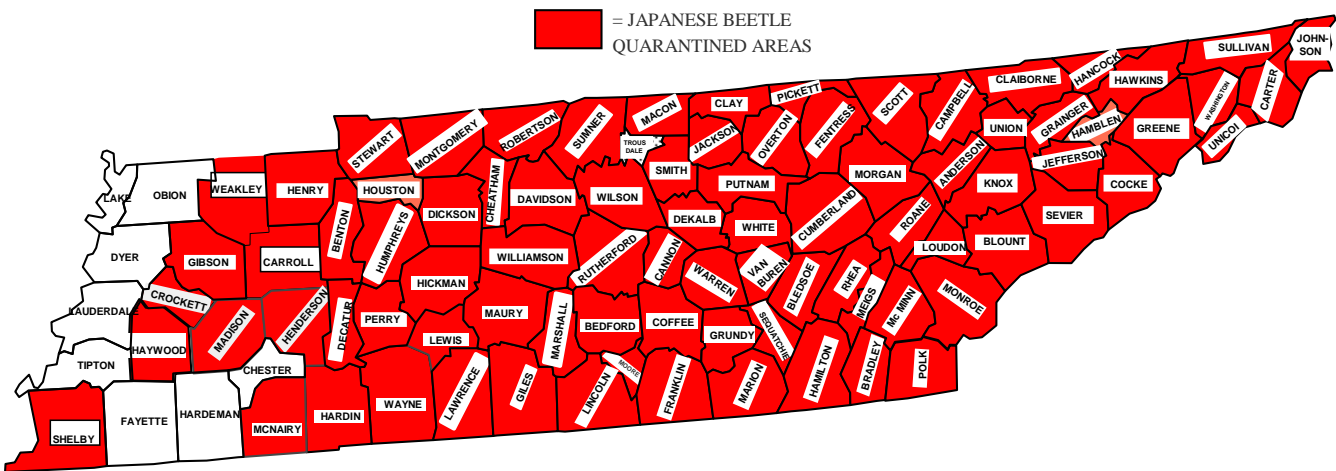 = JAPANESE BEETLE
QUARANTINED AREAS
JOHN-
SON
SULLIVAN
CARTER
WASHINGTON
UNICOI
HANCOCK
HAWKINS
CLAIBORNE
GRAINGER
HAMBLEN
GREENE
UNION
JEFFERSON
COCKE
CAMPBELL
SCOTT
PICKETT
CLAY
MACON
FENTRESS
OVERTON
JACKSON
SUMNER
TROUS
DALE
ROBERTSON
MONTGOMERY
STEWART
SMITH
PUTNAM
MORGAN
ANDERSON
KNOX
SEVIER
BLOUNT
LOUDON
ROANE
CUMBERLAND
WHITE
DEKALB
WILSON
DAVIDSON
CHEATHAM
DICKSON
HOUSTON
HENRY
WEAKLEY
OBION
LAKE
DYER
GIBSON
CARROLL
BENTON
HUMPHREYS
HICKMAN
WILLIAMSON
RUTHERFORD
CANNON
WARREN
VAN
BUREN
BLEDSOE
RHEA
MEIGS
Mc MINN
MONROE
LAUDERDALE
CROCKETT
HAYWOOD
MADISON
HENDERSON
DECATUR
PERRY
LEWIS
MAURY
MARSHALL
BEDFORD
COFFEE
GRUNDY
SEQUATCHIE
TIPTON
CHESTER
SHELBY
FAYETTE
HARDEMAN
MCNAIRY
HARDIN
WAYNE
LAWRENCE
GILES
LINCOLN
MOORE
FRANKLIN
MARION
HAMILTON
BRADLEY
POLK